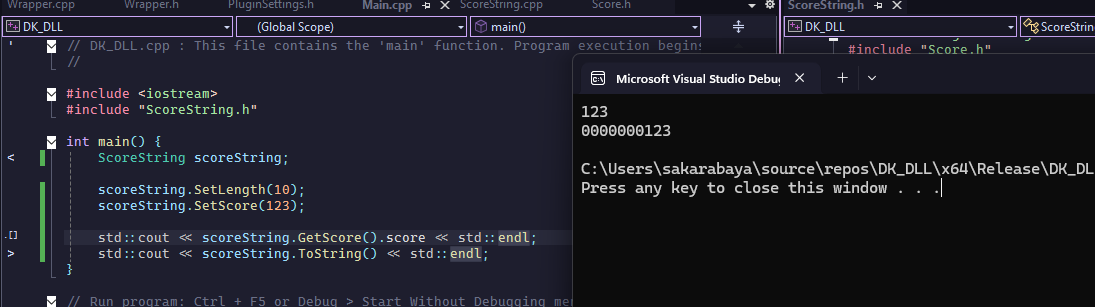 Wrapper.cpp Wrapper.h PluginSettings.h Main.cpp ScoreString.cpp Score.h ScoreString.h
DK_DLL (Global Scope) main() DK_DLL ScoreStrin
// DK_DLL.cpp : This file contains the 'main' function. Program execution begins
//
#include <iostream>
#include "ScoreString.h"
int main() {
ScoreString scoreString;
scoreString.SetLength(10);
scoreString.SetScore(123);
std::cout << scoreString.GetScore().score << std::endl;
std::cout << scoreString.ToString() << std::endl;
}
// Run program: Ctrl + F5 or Debug > Start Without Debugging men
#include "Score.h"
Microsoft Visual Studio Debug
123
0000000123
C:\Users\sakarabaya\source\repos\DK_DLL\x64\Release\DK_DL
Press any key to close this window . . .